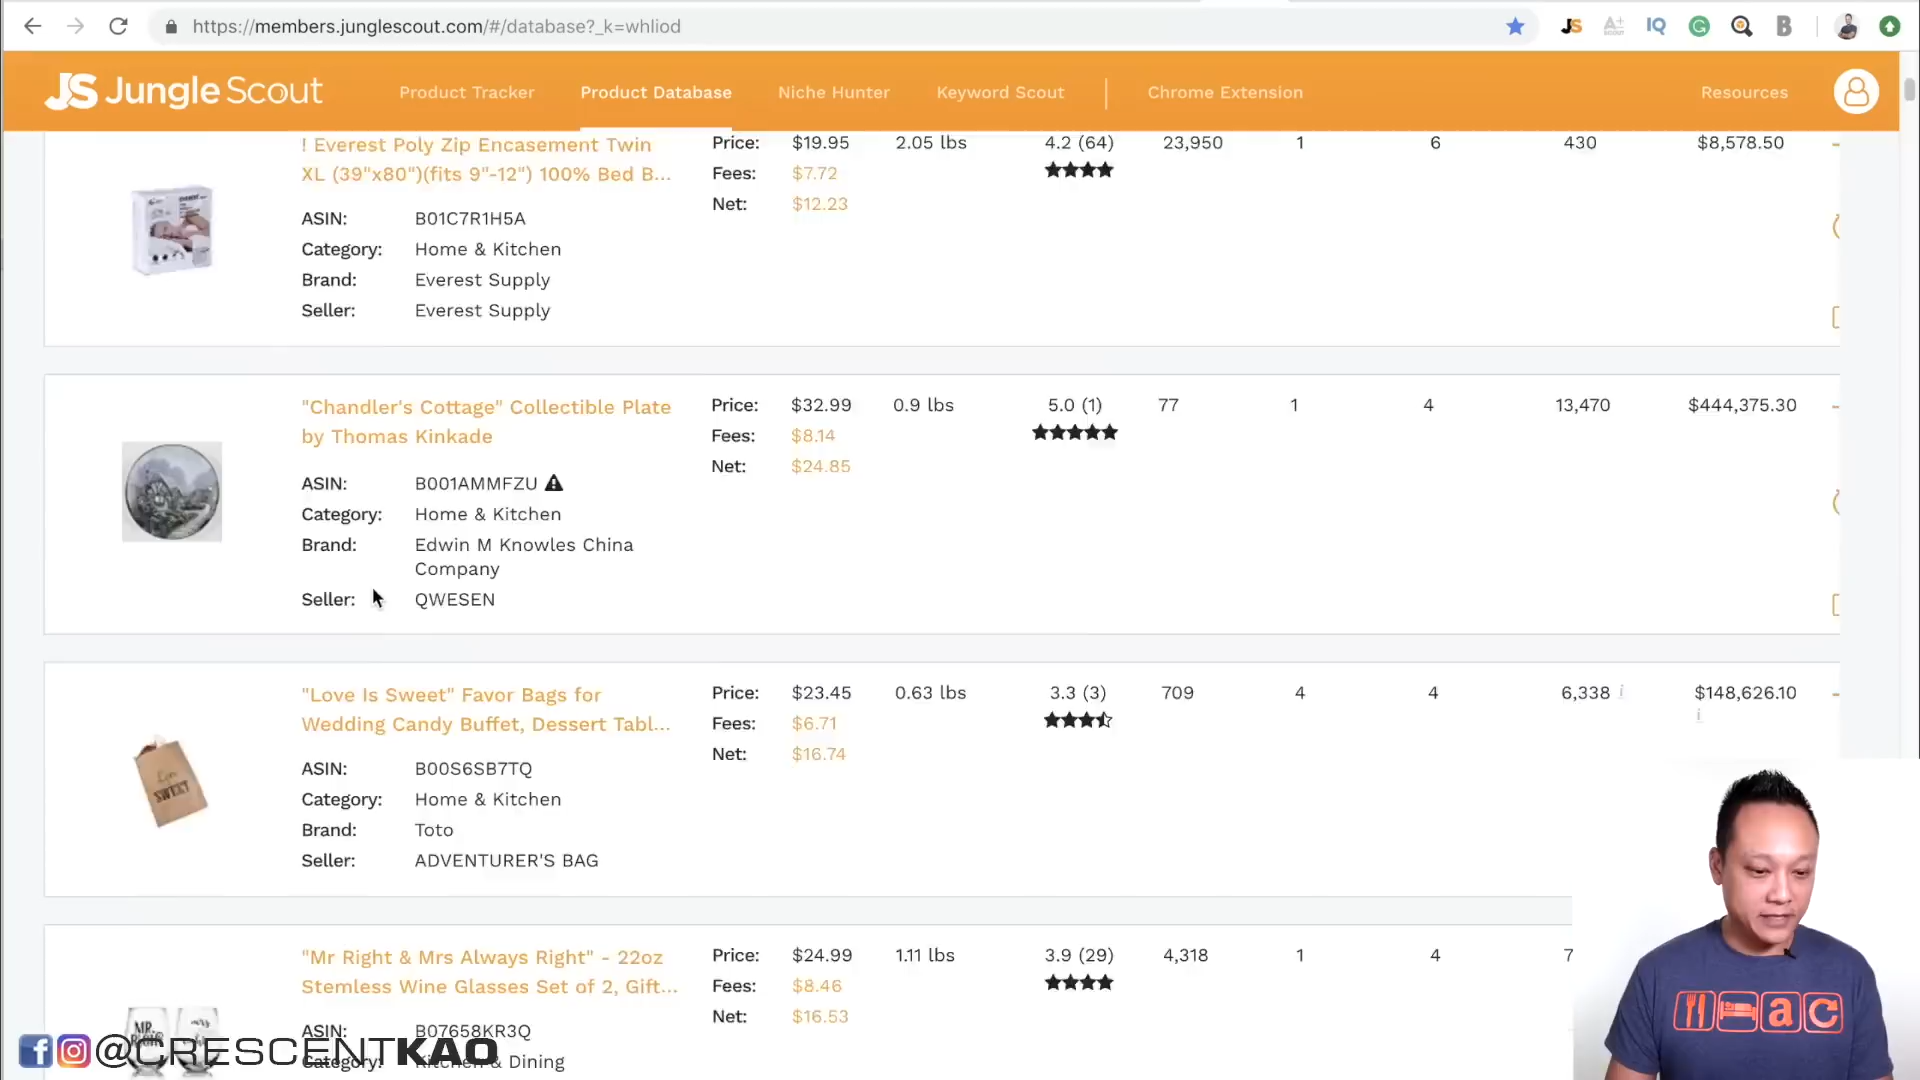 https://members.junglescout.com/#/database?_k=whliod
JS
A±
SCOUT
IQ
G
B
JS Jungle Scout
Product Tracker
Product Database
Niche Hunter
Keyword Scout
Chrome Extension
Resources
! Everest Poly Zip Encasement Twin
XL (39"x80")(fits 9"-12") 100% Bed B...
ASIN: B01C7R1H5A
Category: Home & Kitchen
Brand: Everest Supply
Seller: Everest Supply
Price: $19.95
Fees: $7.72
Net: $12.23
2.05 lbs
4.2 (64)
23,950
1
6
430
$8,578.50
"Chandler's Cottage" Collectible Plate
by Thomas Kinkade
ASIN: B001AMMFZU
Category: Home & Kitchen
Brand: Edwin M Knowles China
Company
Seller: QWESEN
Price: $32.99
Fees: $8.14
Net: $24.85
0.9 lbs
5.0 (1)
77
1
4
13,470
$444,375.30
"Love Is Sweet" Favor Bags for
Wedding Candy Buffet, Dessert Tabl...
ASIN: B00S6SB7TQ
Category: Home & Kitchen
Brand: Toto
Seller: ADVENTURER'S BAG
Price: $23.45
Fees: $6.71
Net: $16.74
0.63 lbs
3.3 (3)
709
4
4
6,338 i
$148,626.10
i
SWEET
"Mr Right & Mrs Always Right" - 22oz
Stemless Wine Glasses Set of 2, Gift...
ASIN: B07658KR3Q
Category: Kitchen & Dining
Price: $24.99
Fees: $8.46
Net: $16.53
1.11 lbs
3.9 (29)
4,318
1
4
7
MR.
RIGHT
@CRESCENTKAO
a